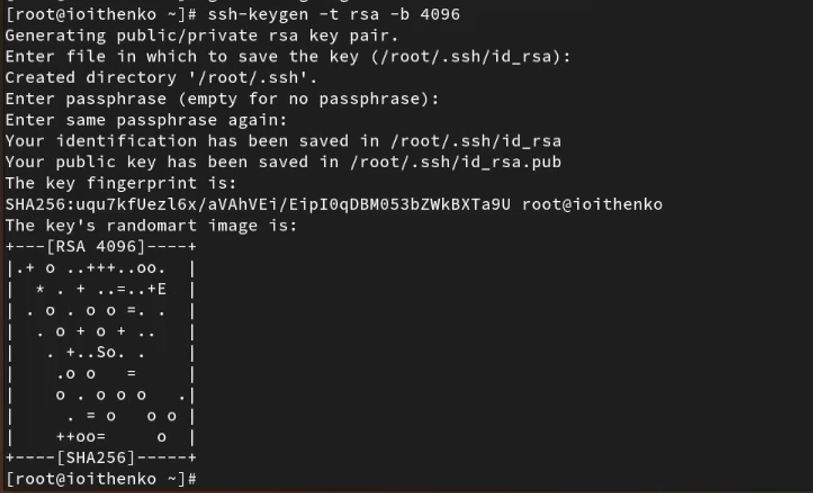 [root@ioithenko ~]# ssh-keygen -t rsa -b 4096
Generating public/private rsa key pair.
Enter file in which to save the key (/root/.ssh/id_rsa):
Created directory '/root/.ssh'.
Enter passphrase (empty for no passphrase):
Enter same passphrase again:
Your identification has been saved in /root/.ssh/id_rsa
Your public key has been saved in /root/.ssh/id_rsa.pub
The key fingerprint is:
SHA256:uqu7kfUezl6x/aVAhVEi/EipI0qDBM053bZWkBXTa9U root@ioithenko
The key's randomart image is:
+---[RSA 4096]----+
|.+ o ..+++..oo.  |
|  * . + ..=..+E  |
| . o . o o =. .  |
|  . o + o + ..   |
|   . +..So. .    |
|    .o o   =     |
|    o . o o o   .|
|     . = o   o o |
|    ++oo=     o  |
+----[SHA256]-----+
[root@ioithenko ~]#